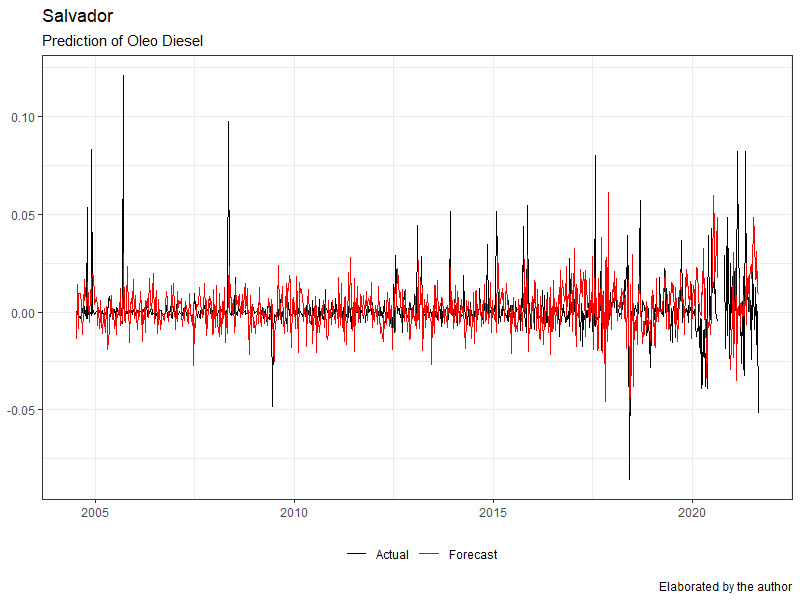 Salvador
Prediction of Oleo Diesel
0.10
0.05
0.00
-0.05
2005 2010 2015 2020
Actual Forecast
Elaborated by the author